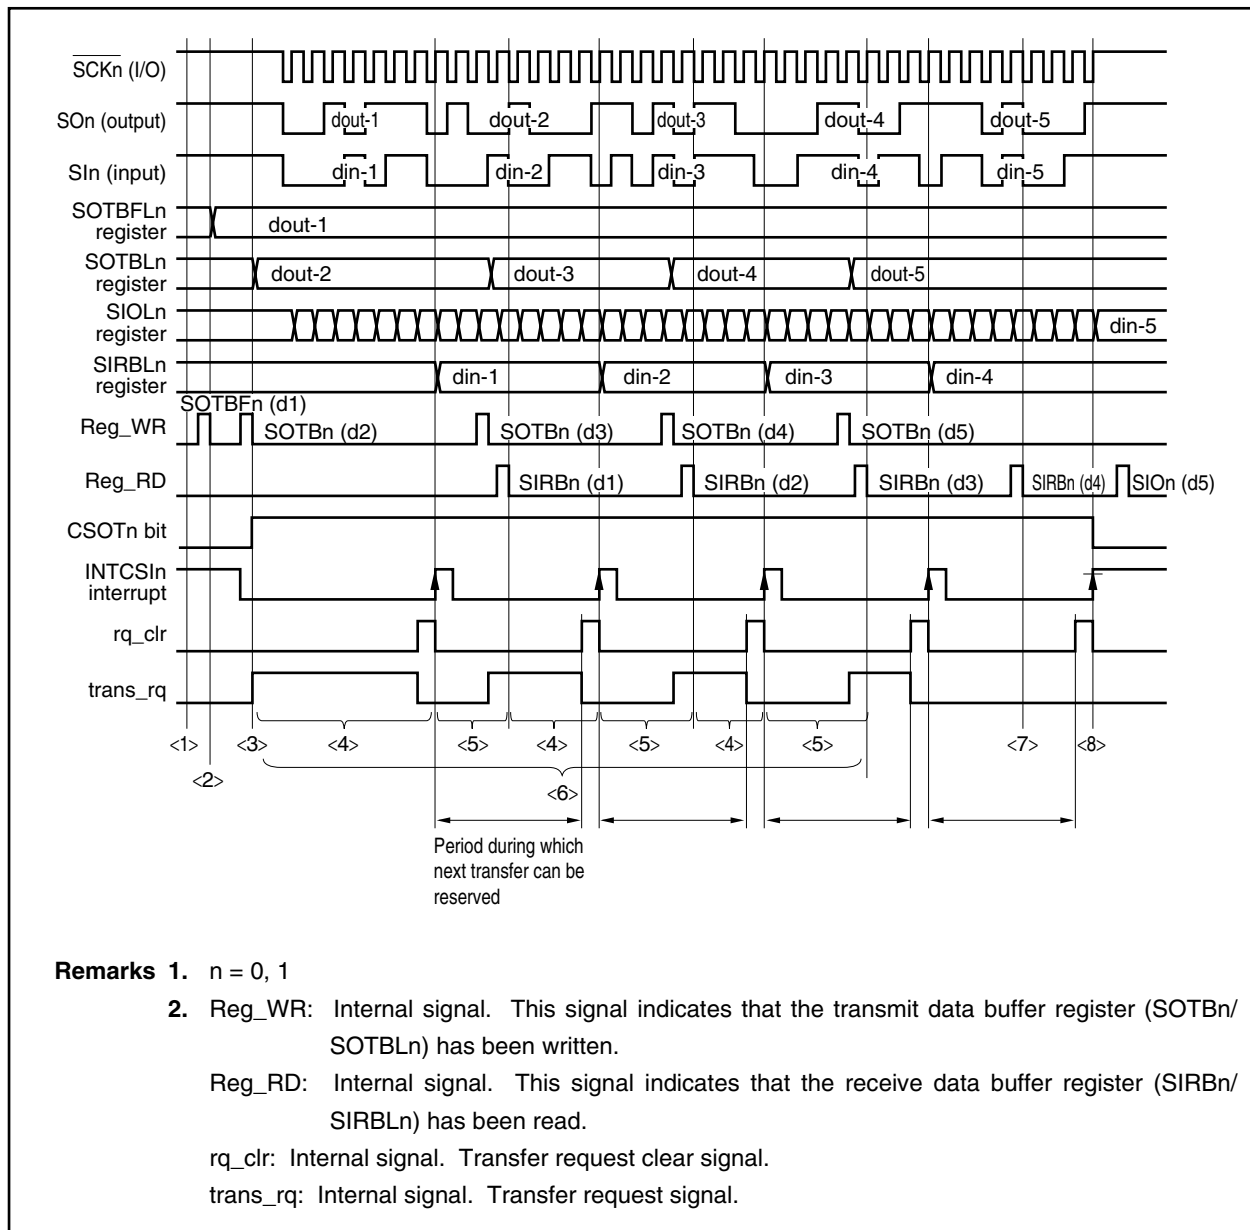 SCKn (I/O)
SOn (output) dout-1 dout-2 dout-3 dout-4 dout-5
SIn (input) din-1 din-2 din-3 din-4 din-5
SOTBFLn
register
dout-1
SOTBLn
register
dout-2 dout-3 dout-4 dout-5
SIOLn
register
din-5
SIRBLn
register
din-1 din-2 din-3 din-4
SOTBFn (d1)
Reg_WR SOTBn (d2) SOTBn (d3) SOTBn (d4) SOTBn (d5)
Reg_RD SIRBn (d1) SIRBn (d2) SIRBn (d3) SIRBn (d4) SIOn (d5)
CSOTn bit
INTCSIn
interrupt
rq_clr
trans_rq
<1> <3> <4> <5> <4> <5> <4> <5> <7> <8>
<2>
<6>
Period during which
next transfer can be
reserved
Remarks 1. n = 0, 1
2. Reg_WR: Internal signal. This signal indicates that the transmit data buffer register (SOTBn/
SOTBLn) has been written.
Reg_RD: Internal signal. This signal indicates that the receive data buffer register (SIRBn/
SIRBLn) has been read.
rq_clr: Internal signal. Transfer request clear signal.
trans_rq: Internal signal. Transfer request signal.